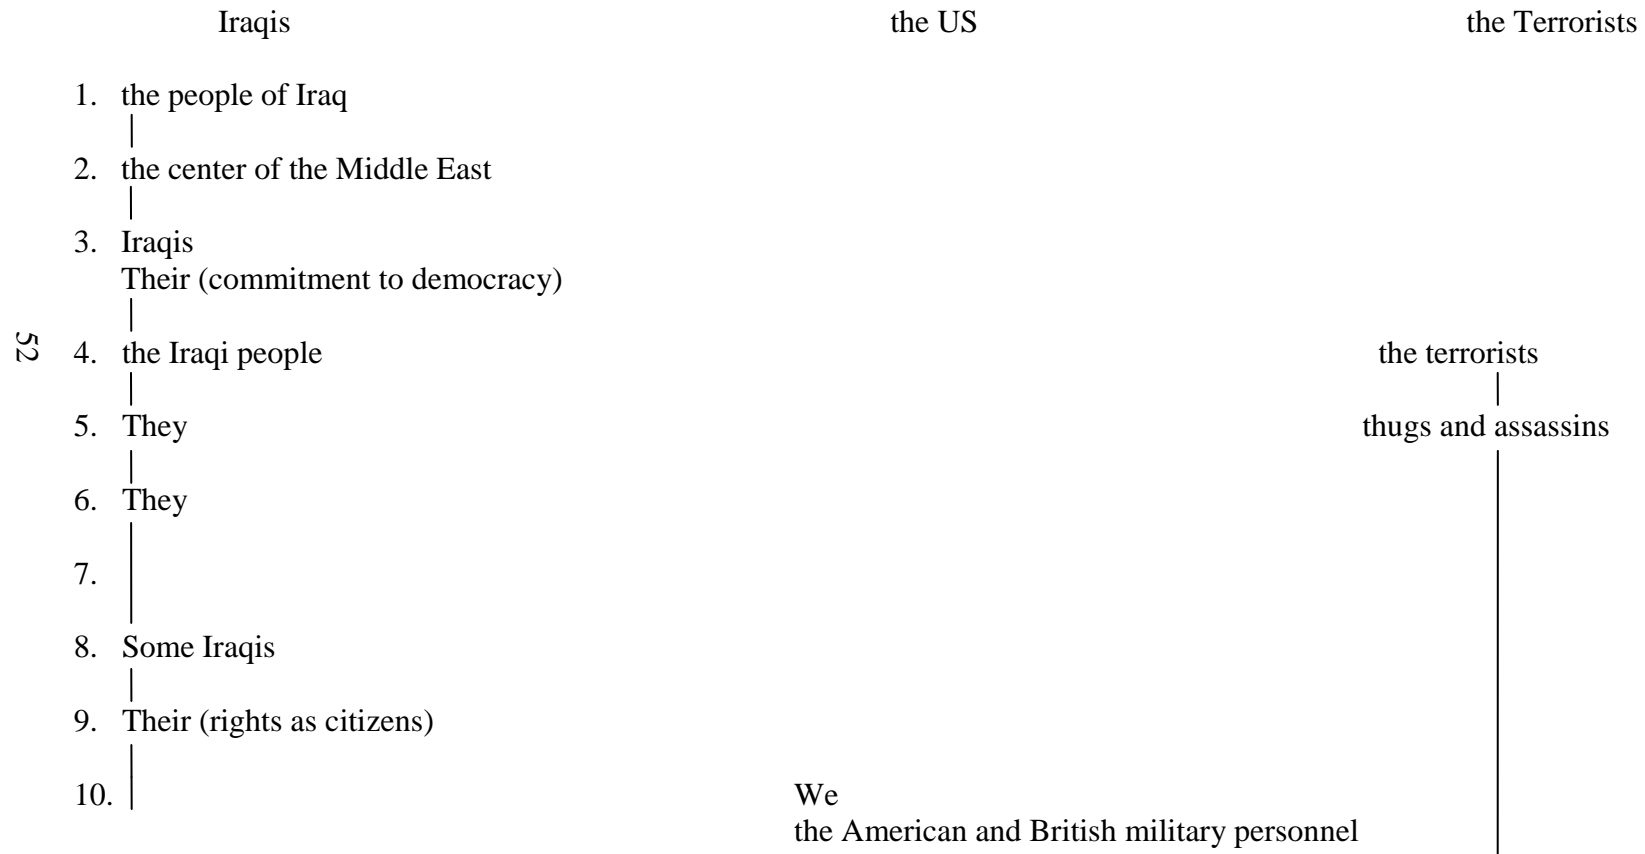 Iraqis the US the Terrorists
1. the people of Iraq
2. the center of the Middle East
3. Iraqis
Their (commitment to democracy)
52
4. the Iraqi people the terrorists
5. They thugs and assassins
6. They
7.
8. Some Iraqis
9. Their (rights as citizens)
10. We
the American and British military personnel